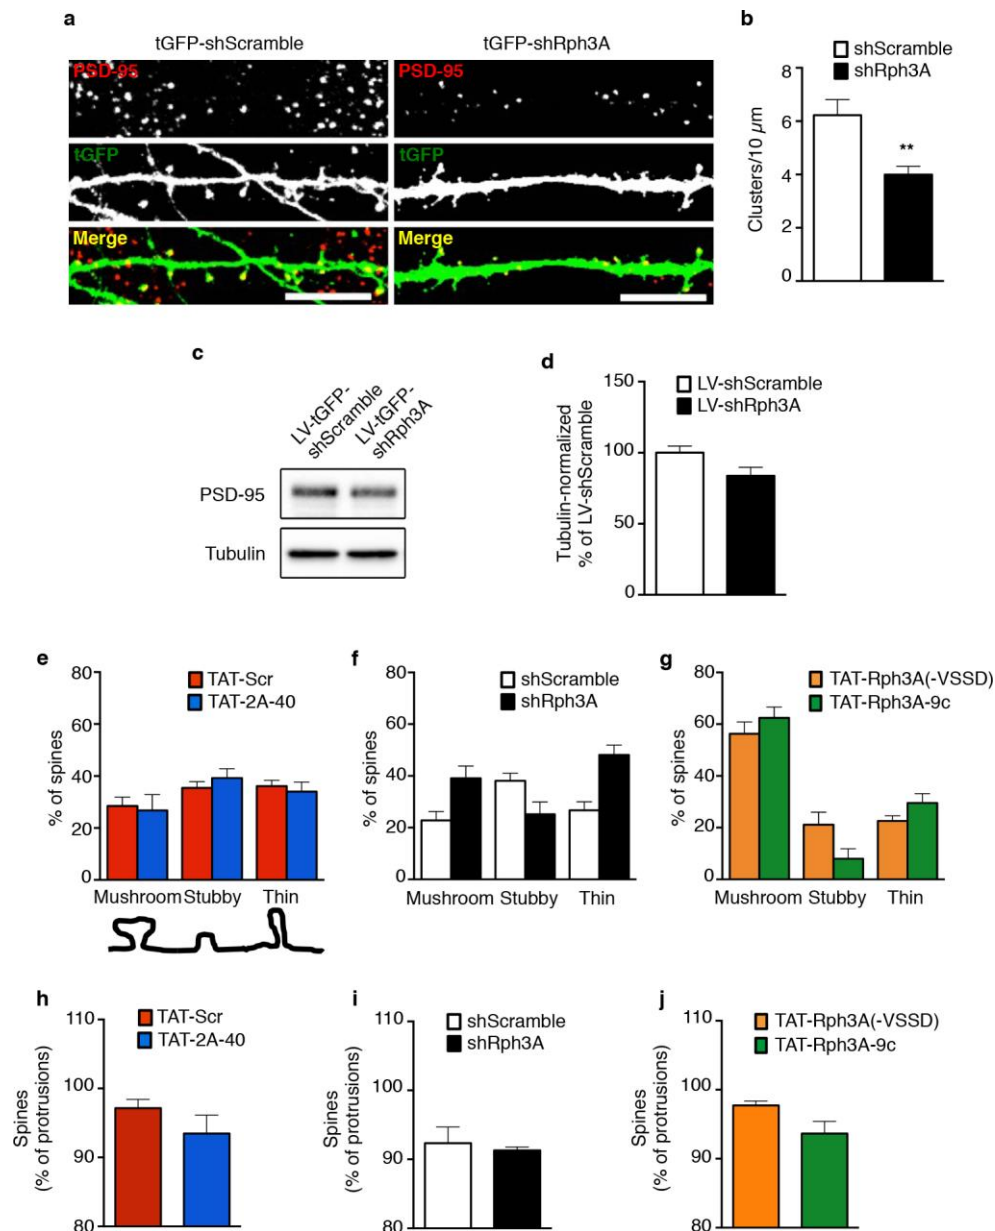 a
tGFP-shScramble
tGFP-shRph3A
PSD-95
PSD-95
tGFP
tGFP
Merge
Merge
b
shScramble
shRph3A
Clusters/10 µm
8
6
4
2
0
**
c
LV-tGFP-
shScramble
LV-tGFP-
shRph3A
PSD-95
Tubulin
d
LV-shScramble
LV-shRph3A
Tubulin-normalized
% of LV-shScramble
150
100
50
0
e
TAT-Scr
TAT-2A-40
% of spines
80
60
40
20
0
Mushroom Stubby Thin
f
shScramble
shRph3A
% of spines
80
60
40
20
0
Mushroom Stubby Thin
g
TAT-Rph3A(-VSSD)
TAT-Rph3A-9c
% of spines
80
60
40
20
0
Mushroom Stubby Thin
h
TAT-Scr
TAT-2A-40
Spines
(% of protrusions)
110
100
90
80
i
shScramble
shRph3A
Spines
(% of protrusions)
110
100
90
80
j
TAT-Rph3A(-VSSD)
TAT-Rph3A-9c
Spines
(% of protrusions)
110
100
90
80